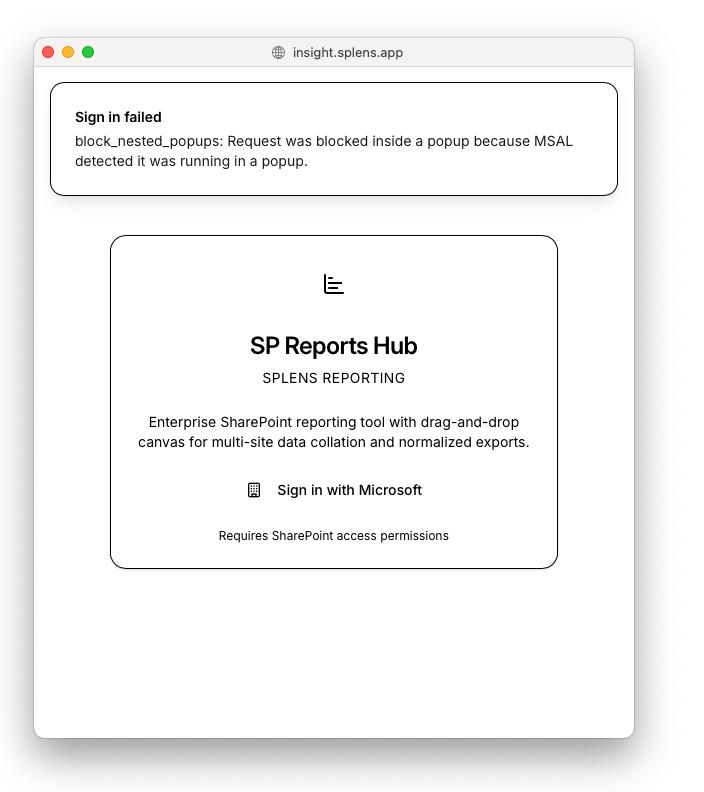 insight.splens.app
Sign in failed
block_nested_popups: Request was blocked inside a popup because MSAL
detected it was running in a popup.
SP Reports Hub
SPLENS REPORTING
Enterprise SharePoint reporting tool with drag-and-drop
canvas for multi-site data collation and normalized exports.
Sign in with Microsoft
Requires SharePoint access permissions